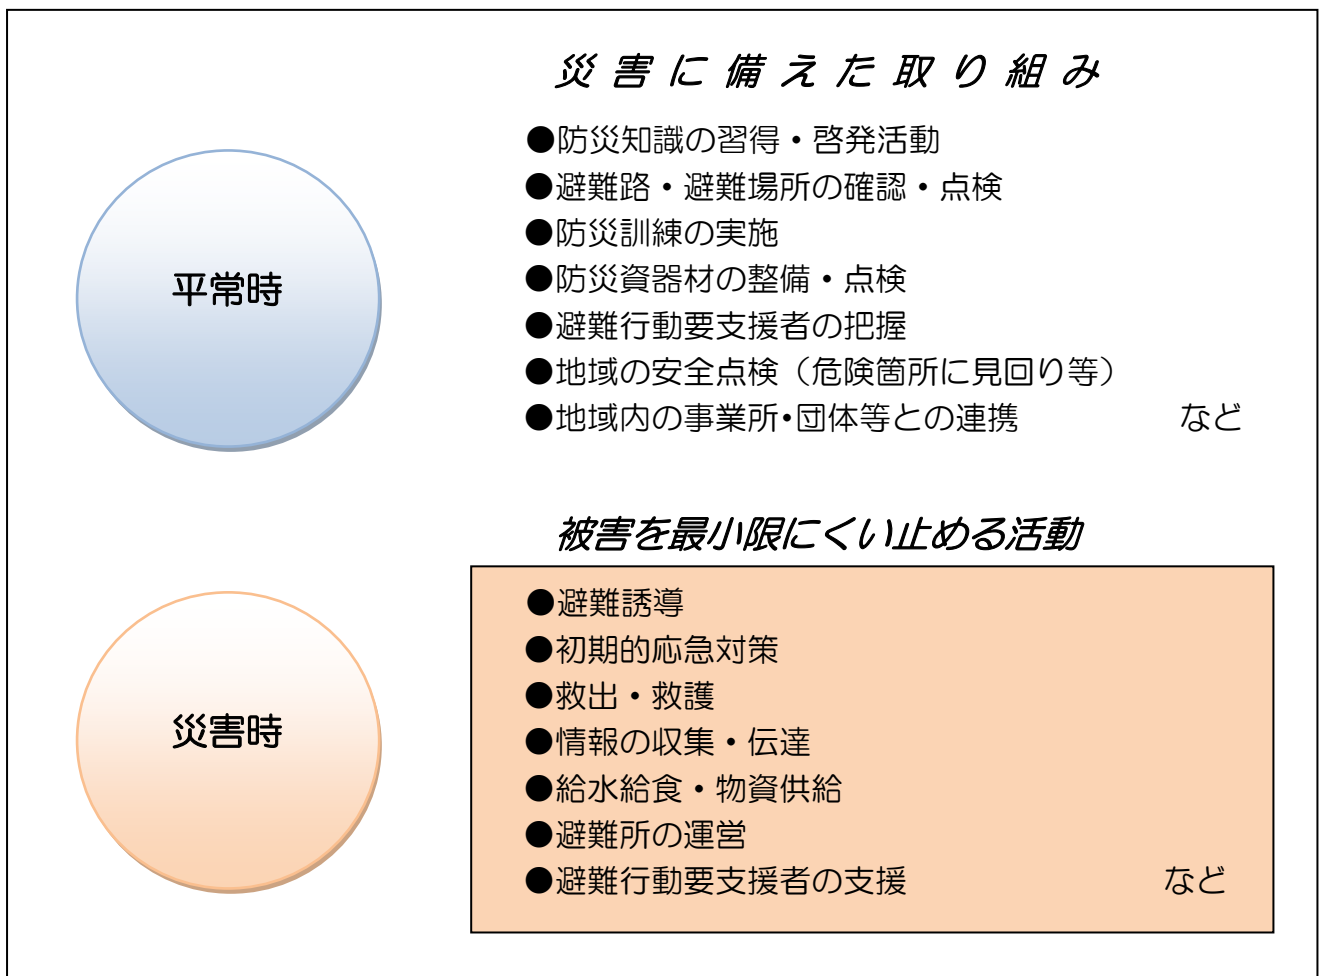 災害に備えた取り組み
●防災知識の習得・啓発活動
●避難路・避難場所の確認・点検
●防災訓練の実施
平常時
●防災資器材の整備・点検
●避難行動要支援者の把握
●地域の安全点検（危険箇所に見回り等）
●地域内の事業所・団体等との連携 など
被害を最小限にくい止める活動
●避難誘導
●初期的応急対策
●救出・救護
災害時
●情報の収集・伝達
●給水給食・物資供給
●避難所の運営
●避難行動要支援者の支援 など